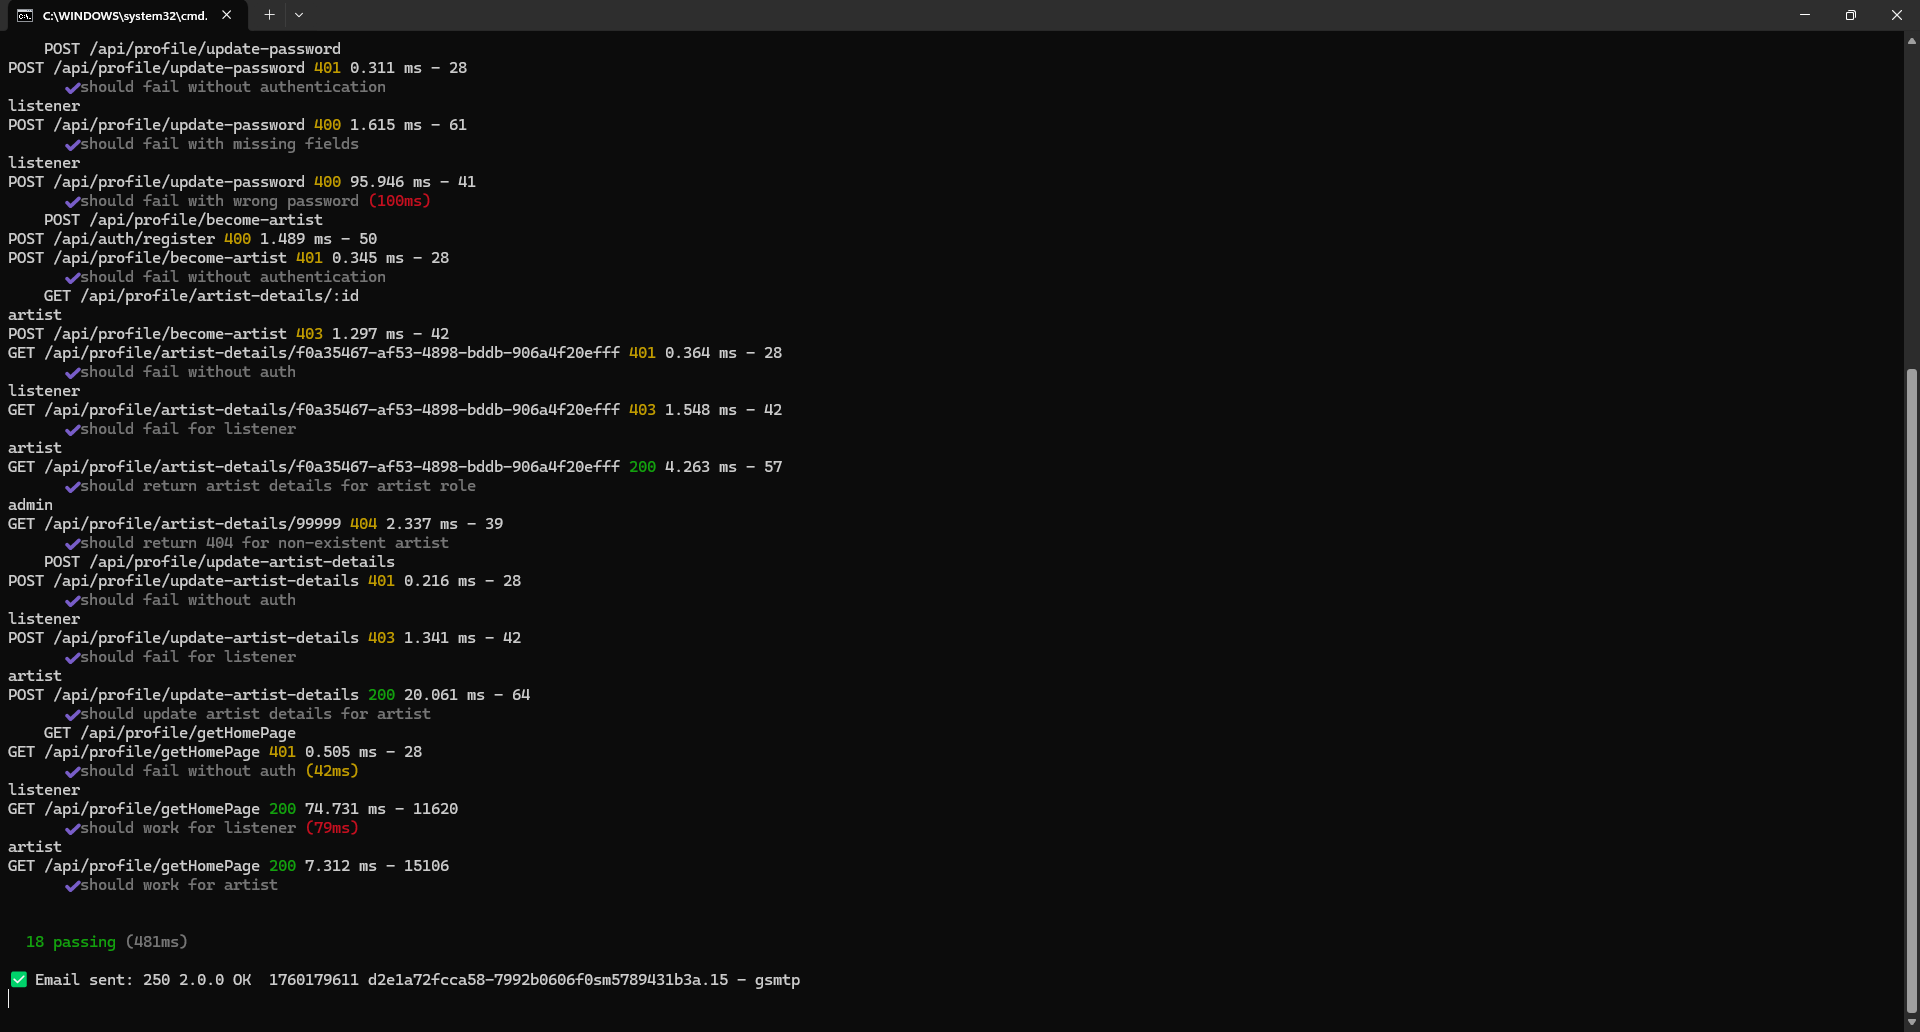 C:\WINDOWS\system32\cmd.
POST /api/profile/update-password
POST /api/profile/update-password 401 0.311 ms - 28
✔should fail without authentication
listener
POST /api/profile/update-password 400 1.615 ms - 61
✔should fail with missing fields
listener
POST /api/profile/update-password 400 95.946 ms - 41
✔should fail with wrong password (100ms)
POST /api/profile/become-artist
POST /api/auth/register 400 1.489 ms - 50
POST /api/profile/become-artist 401 0.345 ms - 28
✔should fail without authentication
GET /api/profile/artist-details/:id
artist
POST /api/profile/become-artist 403 1.297 ms - 42
GET /api/profile/artist-details/f0a35467-af53-4898-bddb-906a4f20efff 401 0.364 ms - 28
✔should fail without auth
listener
GET /api/profile/artist-details/f0a35467-af53-4898-bddb-906a4f20efff 403 1.548 ms - 42
✔should fail for listener
artist
GET /api/profile/artist-details/f0a35467-af53-4898-bddb-906a4f20efff 200 4.263 ms - 57
✔should return artist details for artist role
admin
GET /api/profile/artist-details/99999 404 2.337 ms - 39
✔should return 404 for non-existent artist
POST /api/profile/update-artist-details
POST /api/profile/update-artist-details 401 0.216 ms - 28
✔should fail without auth
listener
POST /api/profile/update-artist-details 403 1.341 ms - 42
✔should fail for listener
artist
POST /api/profile/update-artist-details 200 20.061 ms - 64
✔should update artist details for artist
GET /api/profile/getHomePage
GET /api/profile/getHomePage 401 0.505 ms - 28
✔should fail without auth (42ms)
listener
GET /api/profile/getHomePage 200 74.731 ms - 11620
✔should work for listener (79ms)
artist
GET /api/profile/getHomePage 200 7.312 ms - 15106
✔should work for artist
18 passing (481ms)
✅ Email sent: 250 2.0.0 OK  1760179611 d2e1a72fcca58-7992b0606f0sm5789431b3a.15 - gsmtp